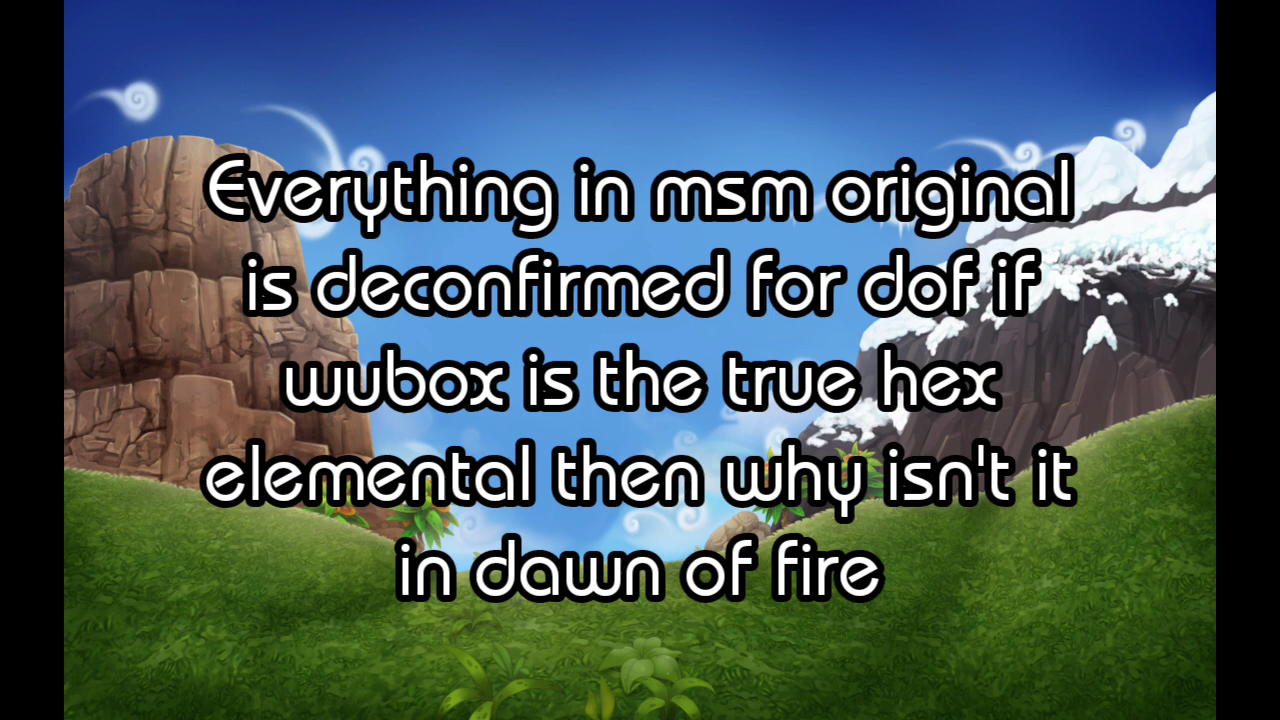 Everything in msm original
is deconfirmed for dof if
wubox is the true hex
elemental then why isn't it
in dawn of fire